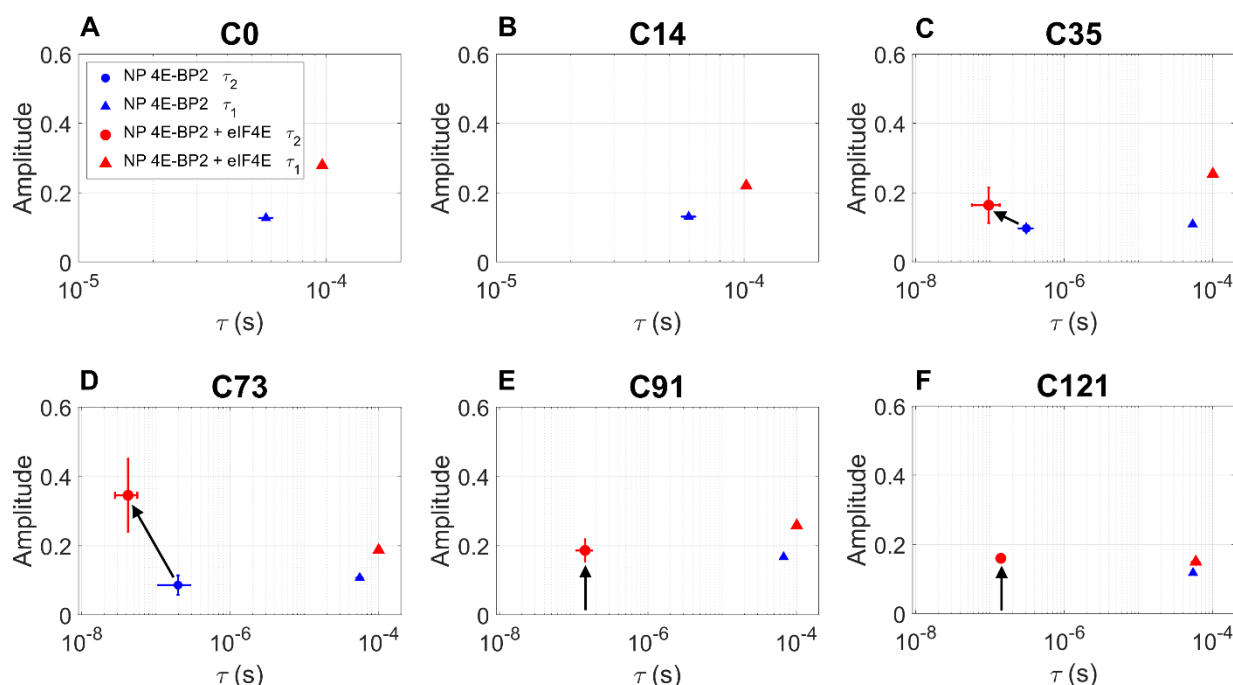 A C0
Amplitude
0.6
0.4
0.2
0
NP 4E-BP2 τ2
NP 4E-BP2 τ1
NP 4E-BP2 + eIF4E τ2
NP 4E-BP2 + eIF4E τ1
10^-5 10^-4
τ (s)
B C14
Amplitude
0.6
0.4
0.2
0
10^-5 10^-4
τ (s)
C C35
Amplitude
0.6
0.4
0.2
0
10^-8 10^-6 10^-4
τ (s)
D C73
Amplitude
0.6
0.4
0.2
0
10^-8 10^-6 10^-4
τ (s)
E C91
Amplitude
0.6
0.4
0.2
0
10^-8 10^-6 10^-4
τ (s)
F C121
Amplitude
0.6
0.4
0.2
0
10^-8 10^-6 10^-4
τ (s)